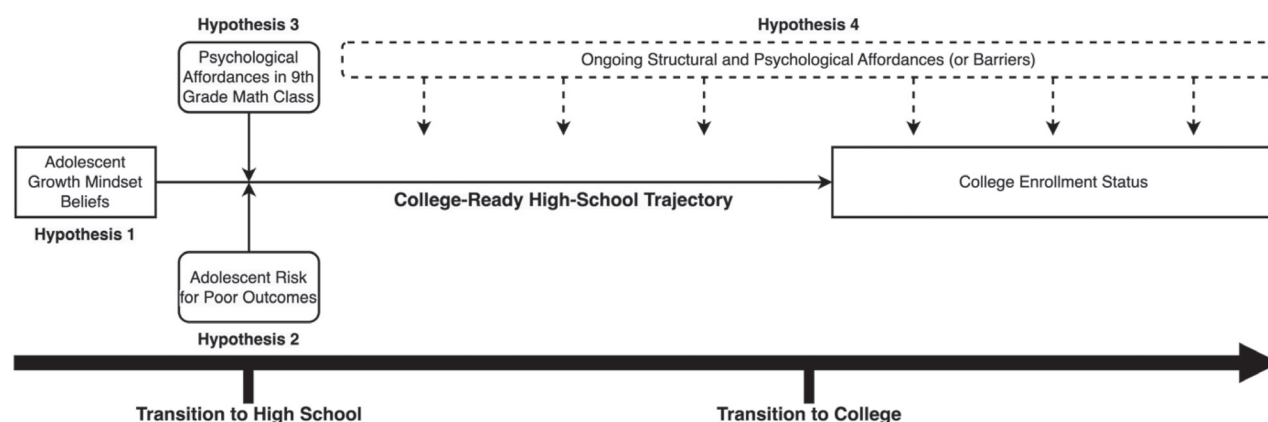 Hypothesis 3
Psychological
Affordances in 9th
Grade Math Class
Hypothesis 4
Ongoing Structural and Psychological Affordances (or Barriers)
Adolescent
Growth Mindset
Beliefs
Hypothesis 1
College-Ready High-School Trajectory
College Enrollment Status
Adolescent Risk
for Poor Outcomes
Hypothesis 2
Transition to High School
Transition to College